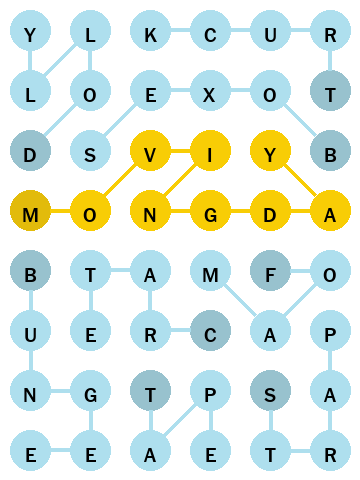 Y L K C U R
L O E X O T
D S V I Y B
M O N G D A
B T A M F O
U E R C A P
N G T P S A
E E A E T R